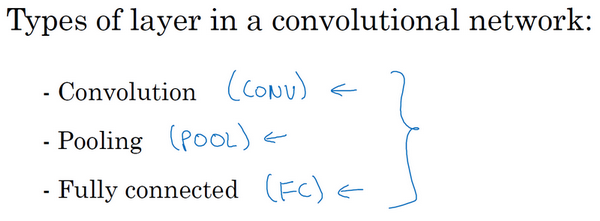 Types of layer in a convolutional network:
- Convolution (CONV) ←
- Pooling (POOL) ←
- Fully connected (FC) ←